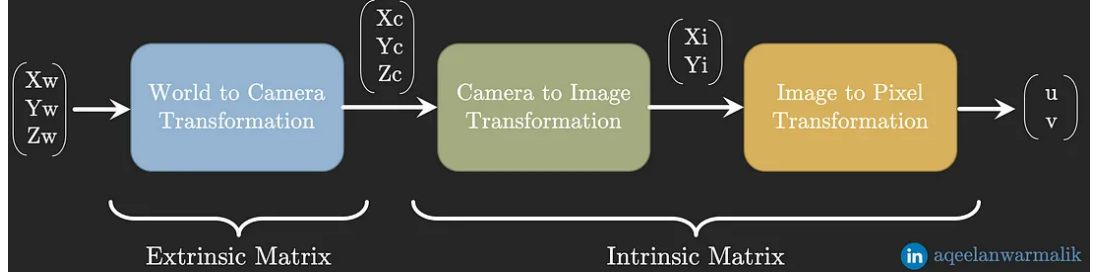 Xw
Yw
Zw
World to Camera
Transformation
Xc
Yc
Zc
Camera to Image
Transformation
Xi
Yi
Image to Pixel
Transformation
u
v
Extrinsic Matrix
Intrinsic Matrix
in aqeelanwarmalik